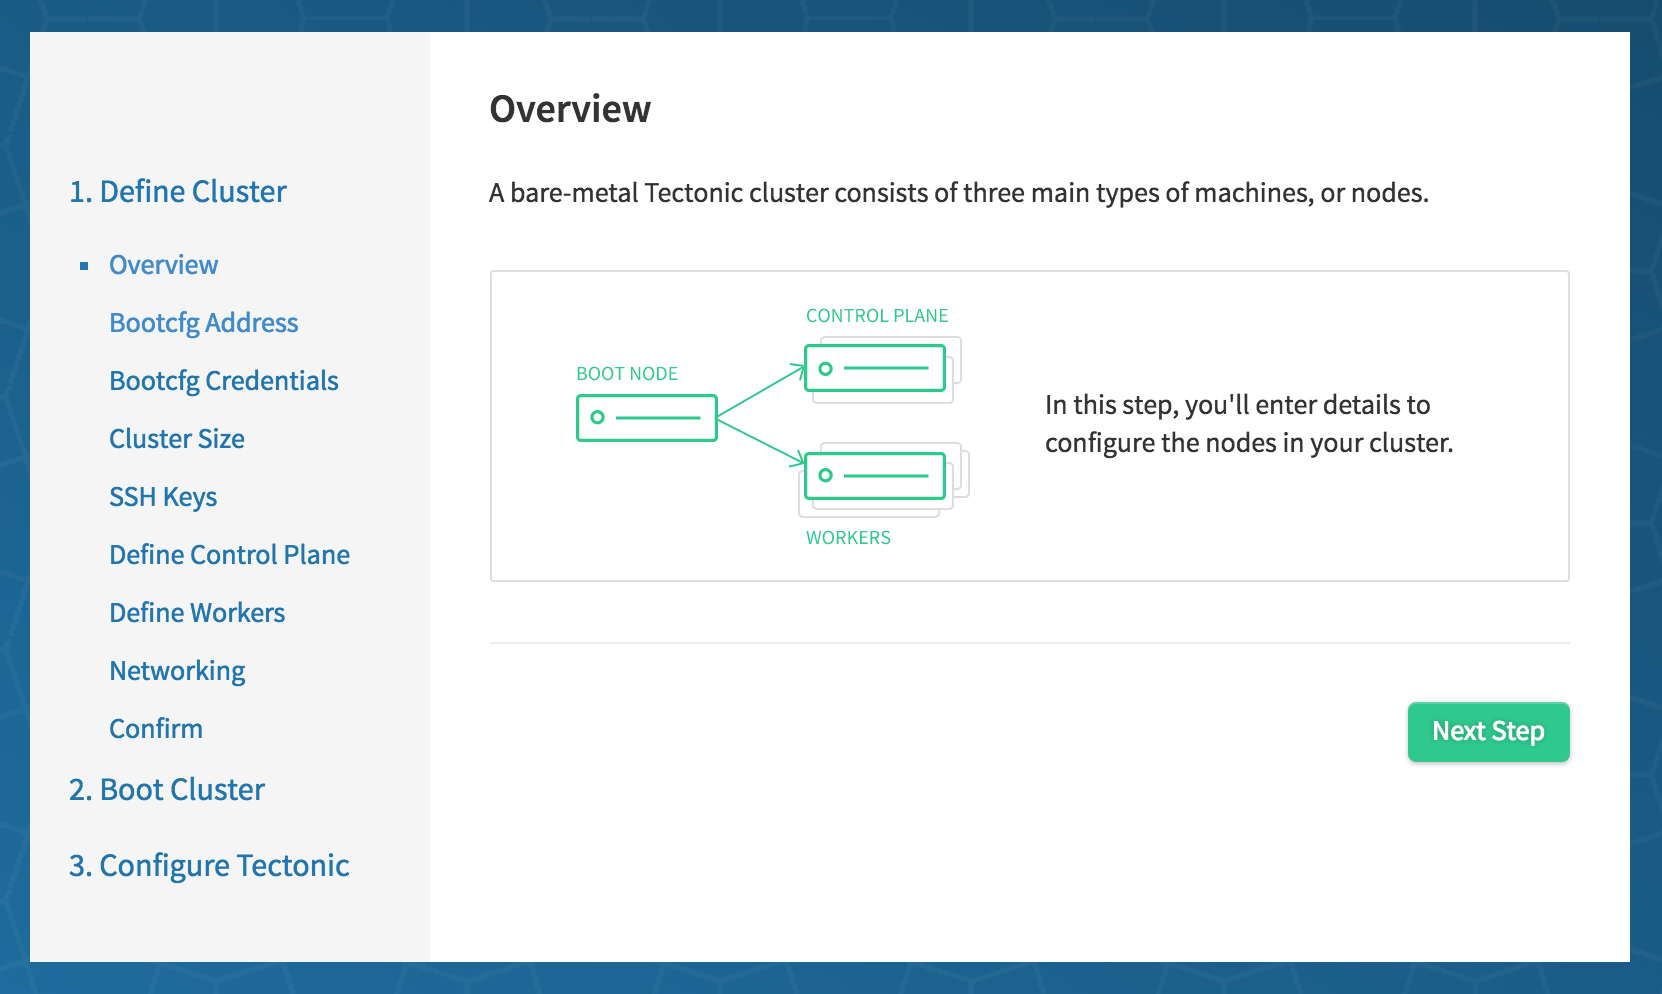 1. Define Cluster
Overview
Bootcfg Address
Bootcfg Credentials
Cluster Size
SSH Keys
Define Control Plane
Define Workers
Networking
Confirm
2. Boot Cluster
3. Configure Tectonic
Overview
A bare-metal Tectonic cluster consists of three main types of machines, or nodes.
CONTROL PLANE
BOOT NODE
WORKERS
In this step, you'll enter details to
configure the nodes in your cluster.
Next Step